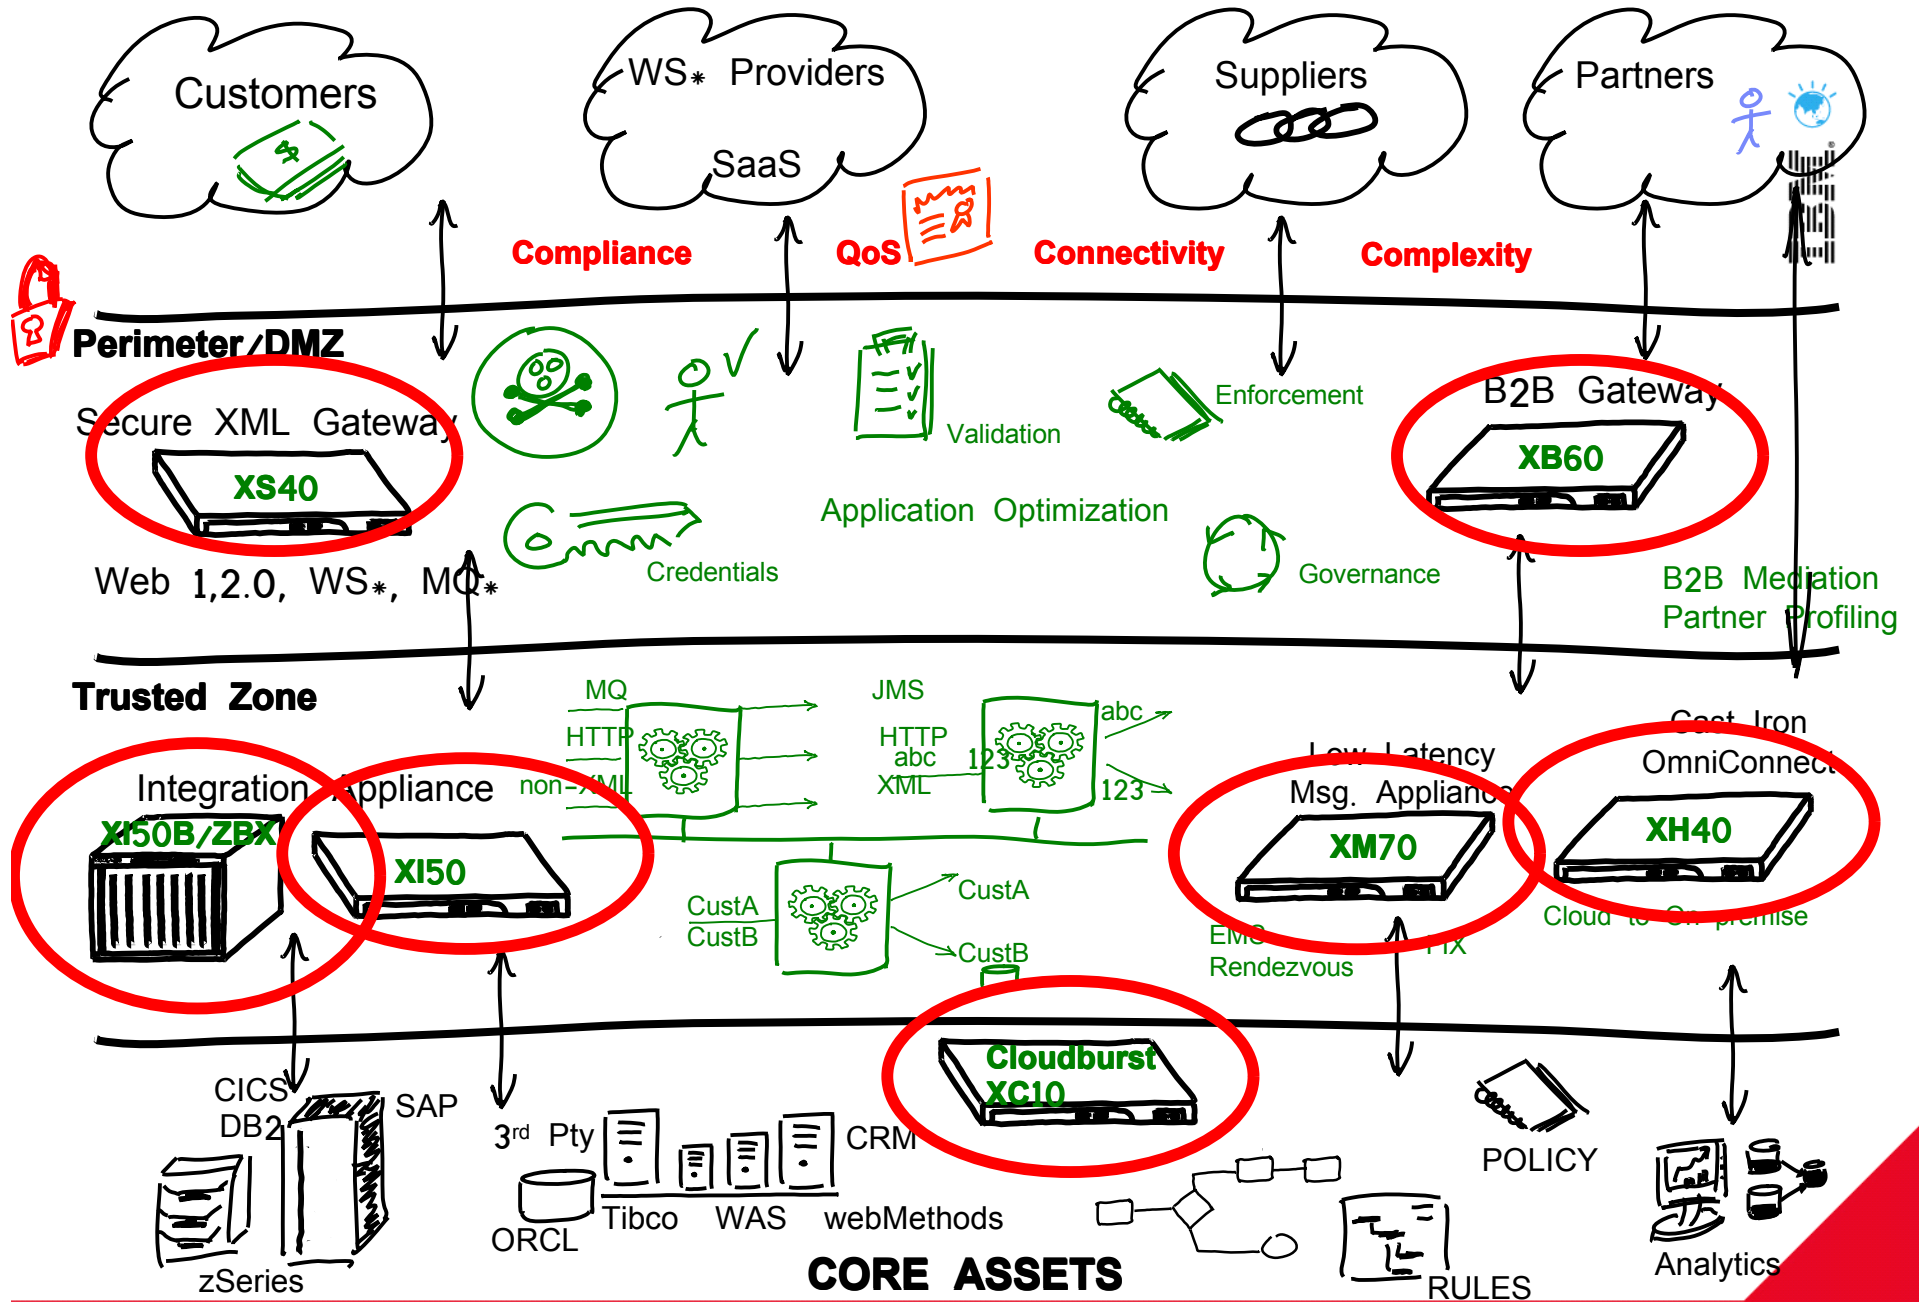 Customers
WS* Providers
SaaS
Suppliers
Partners
IBM
Compliance
QoS
Connectivity
Complexity
Perimeter/DMZ
Secure XML Gateway
XS40
Web 1,2.0, WS*, MQ*
Validation
Enforcement
Application Optimization
Credentials
Governance
B2B Gateway
XB60
B2B Mediation
Partner Profiling
Trusted Zone
Integration Appliance
XI50B/ZBX
XI50
MQ
HTTP
non-XML
JMS
HTTP
abc
XML
123
abc
123
CustA
CustB
CustA
CustB
Low Latency
Msg. Appliance
XM70
EMS
Rendezvous
FIX
Cast Iron
OmniConnect
XH40
Cloud to On-premise
Cloudburst
XC10
CICS
DB2
SAP
zSeries
3rd Pty
ORCL
Tibco
WAS
webMethods
CRM
CORE ASSETS
POLICY
RULES
Analytics